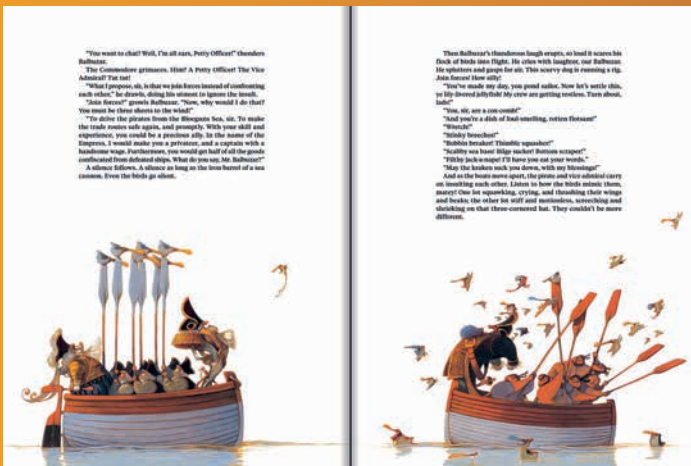 "You want to chat? Well, I'm all ears, Petty Officer!" thunders
Balbuzar.
The Commodore grimaces. Him? A Petty Officer! The Vice
Admiral? Tut tut!
"What I propose, sir, is that we join forces instead of confronting
each other," he drawls, doing his utmost to ignore the insult.
"Join forces?" growls Balbuzar. "Now, why would I do that?
You must be three sheets to the wind!"
"To drive the pirates from the Bloogans Sea, sir. To make
the trade routes safe again, and promptly. With your skill and
experience, you could be a precious ally. In the name of the
Empress, I would make you a privateer, and a captain with a
handsome wage. Furthermore, you would get half of all the goods
confiscated from defeated ships. What do you say, Mr. Balbuzar?"
A silence follows. A silence as long as the iron barrel of a sea
cannon. Even the birds go silent.
Then Balbuzar's thunderous laugh erupts, so loud it scares his
flock of birds into flight. He cries with laughter, our Balbuzar.
He splutters and gasps for air. This scurvy dog is running a rig.
Join forces! How silly!
"You've made my day, you pond sailor. Now let's settle this,
ye lily-livered jellyfish! My crew are getting restless. Turn about,
lads!"
"You, sir, are a cox-comb!"
"And you're a dish of foul-smelling, rotten flotsam!"
"Wretch!"
"Stinky breeches!"
"Bobbin breaker! Thimble squasher!"
"Scabby sea bass! Bilge sucker! Bottom scraper!"
"Filthy jack-a-nape! I'll have you eat your words."
"May the kraken suck you down, with my blessings!"
And as the boats move apart, the pirate and vice admiral carry
on insulting each other. Listen to how the birds mimic them,
matey! One lot squawking, crying, and thrashing their wings
and beaks; the other lot stiff and motionless, screeching and
shrieking on that three-cornered hat. They couldn't be more
different.